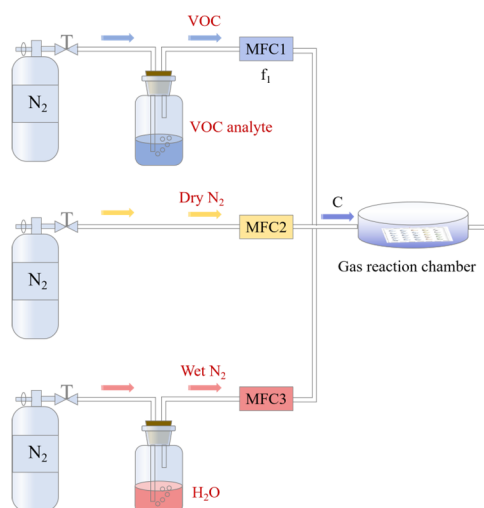 VOC
MFC1
f₁
N₂
VOC analyte
Dry N₂
C
MFC2
N₂
Gas reaction chamber
Wet N₂
MFC3
N₂
H₂O